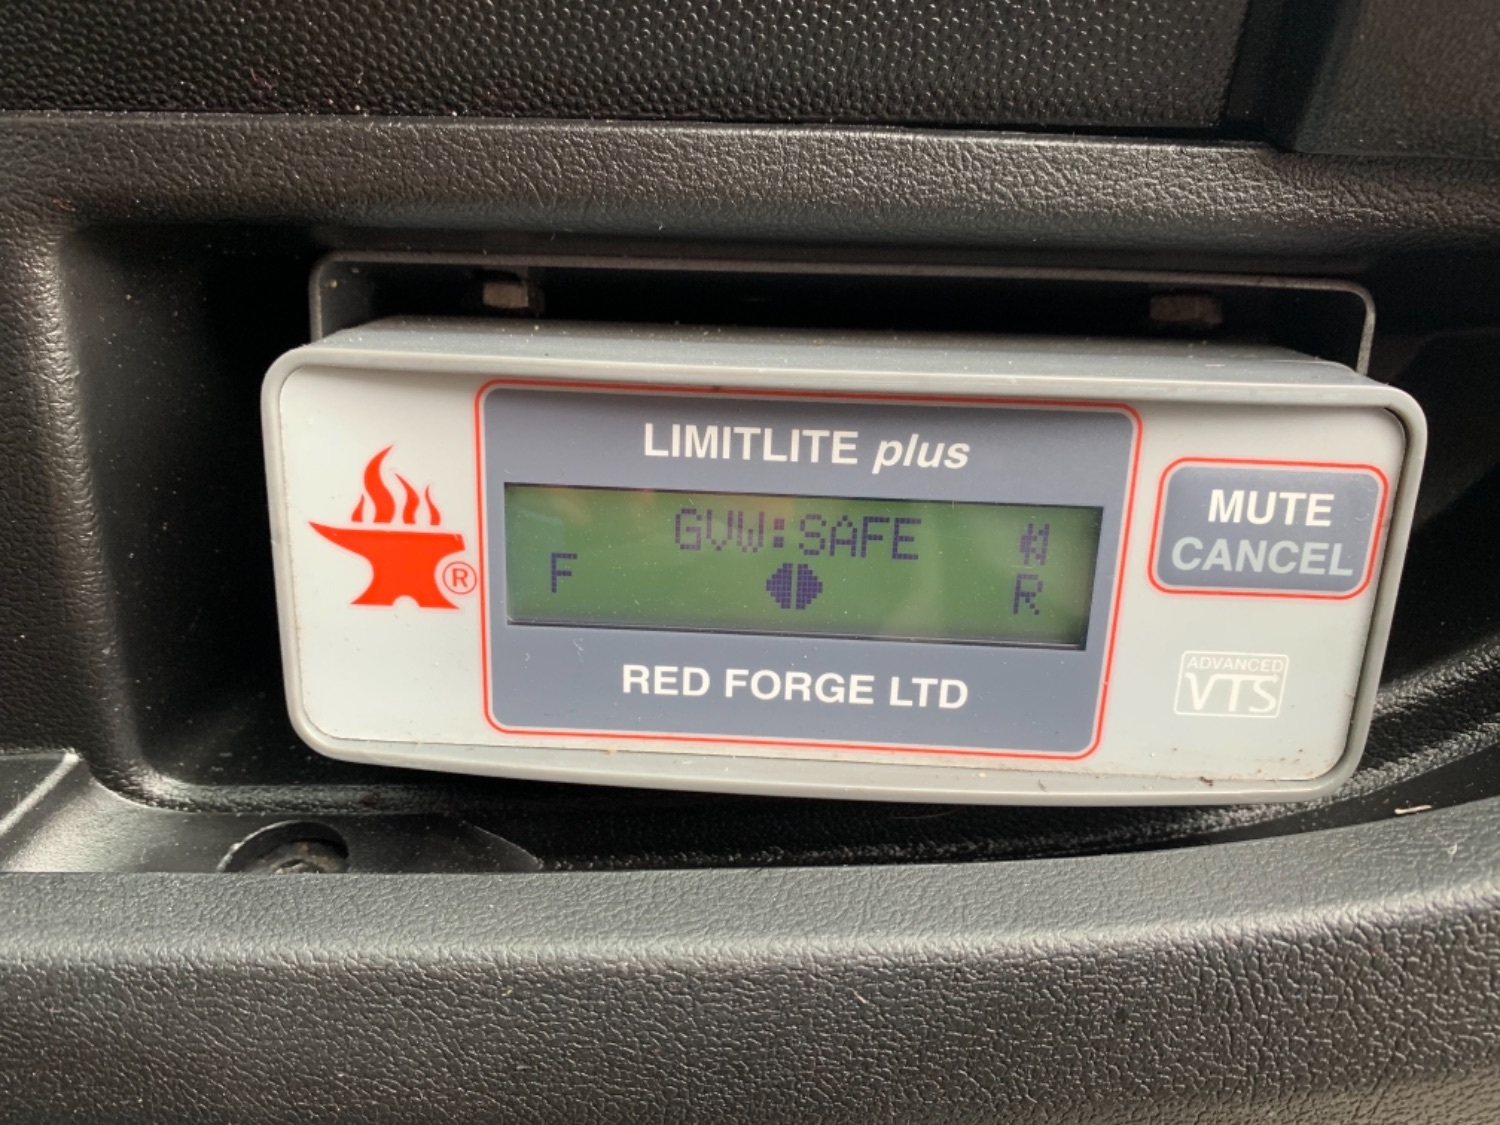 LIMITLITE plus
GVW:SAFE
F R
RED FORGE LTD
®
MUTE
CANCEL
ADVANCED
VTS